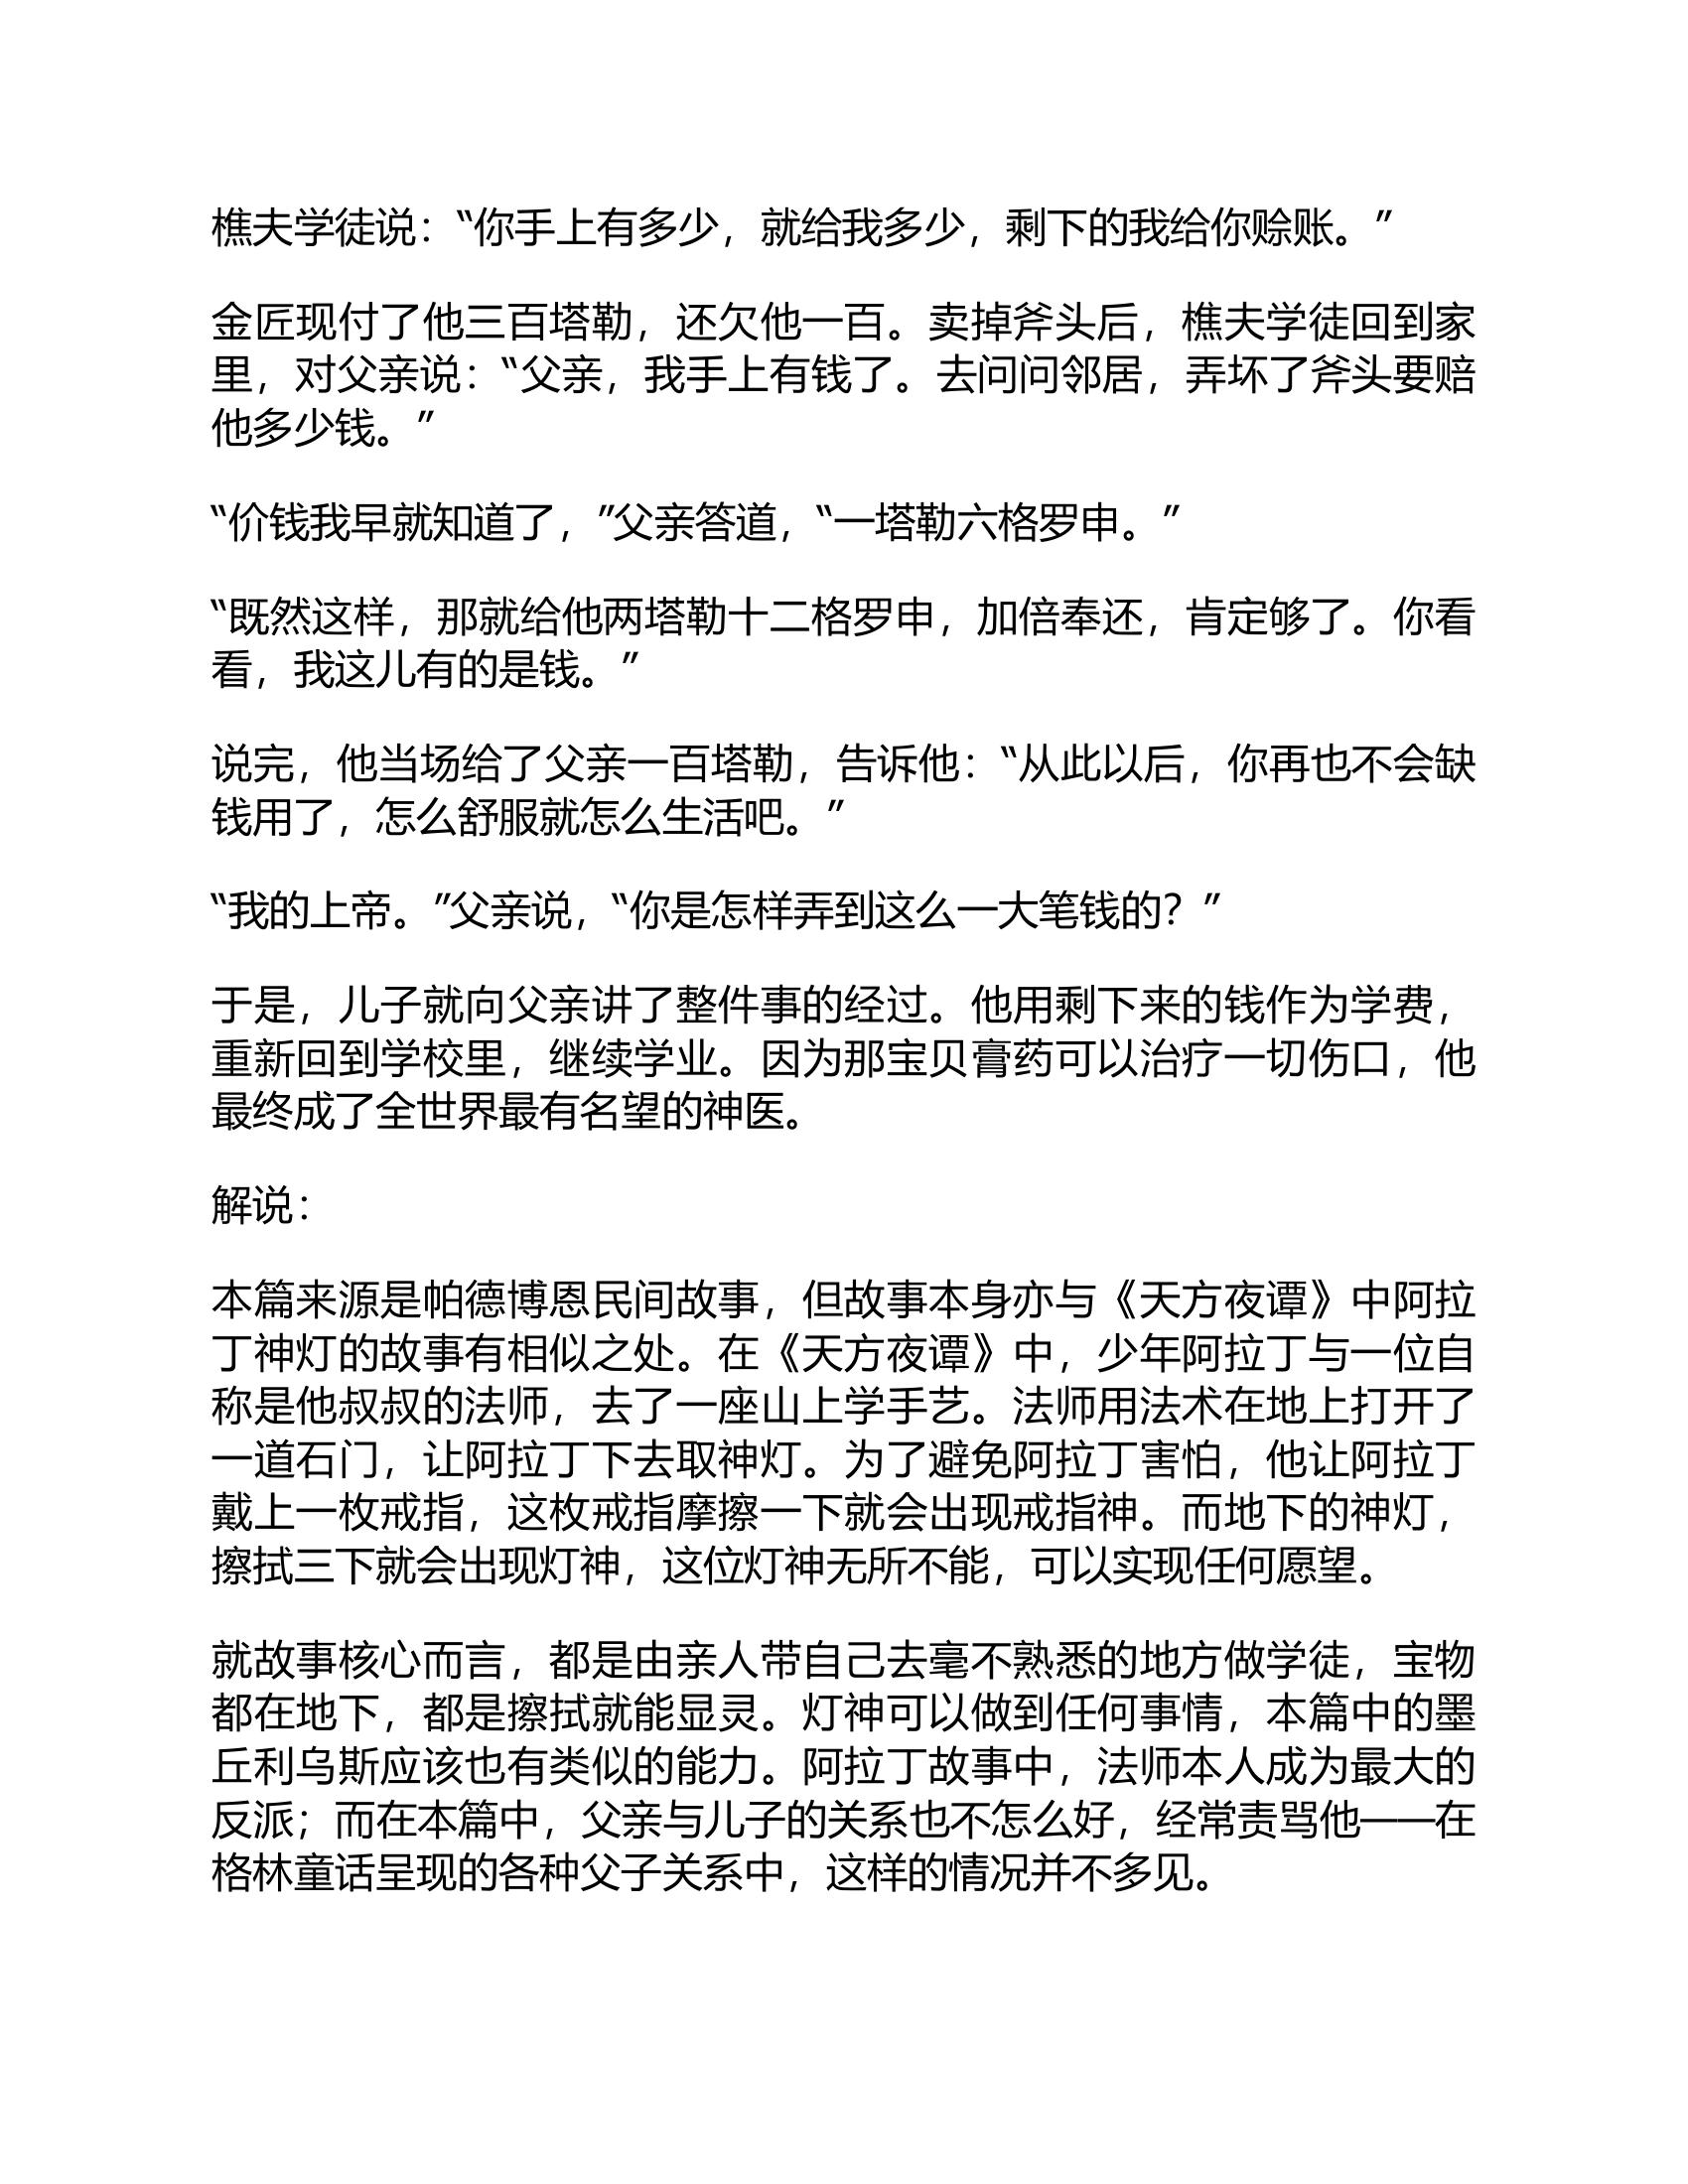 樵夫学徒说：“你手上有多少，就给我多少，剩下的我给你赊账。”
金匠现付了他三百塔勒，还欠他一百。卖掉斧头后，樵夫学徒回到家
里，对父亲说：“父亲，我手上有钱了。去问问邻居，弄坏了斧头要赔
他多少钱。”
“价钱我早就知道了，”父亲答道，“一塔勒六格罗申。”
“既然这样，那就给他两塔勒十二格罗申，加倍奉还，肯定够了。你看
看，我这儿有的是钱。”
说完，他当场给了父亲一百塔勒，告诉他：“从此以后，你再也不会缺
钱用了，怎么舒服就怎么生活吧。”
“我的上帝。”父亲说，“你是怎样弄到这么一大笔钱的？”
于是，儿子就向父亲讲了整件事的经过。他用剩下来的钱作为学费，
重新回到学校里，继续学业。因为那宝贝膏药可以治疗一切伤口，他
最终成了全世界最有名望的神医。
解说：
本篇来源是帕德博恩民间故事，但故事本身亦与《天方夜谭》中阿拉
丁神灯的故事有相似之处。在《天方夜谭》中，少年阿拉丁与一位自
称是他叔叔的法师，去了一座山上学手艺。法师用法术在地上打开了
一道石门，让阿拉丁下去取神灯。为了避免阿拉丁害怕，他让阿拉丁
戴上一枚戒指，这枚戒指摩擦一下就会出现戒指神。而地下的神灯，
擦拭三下就会出现灯神，这位灯神无所不能，可以实现任何愿望。
就故事核心而言，都是由亲人带自己去毫不熟悉的地方做学徒，宝物
都在地下，都是擦拭就能显灵。灯神可以做到任何事情，本篇中的墨
丘利乌斯应该也有类似的能力。阿拉丁故事中，法师本人成为最大的
反派；而在本篇中，父亲与儿子的关系也不怎么好，经常责骂他——在
格林童话呈现的各种父子关系中，这样的情况并不多见。